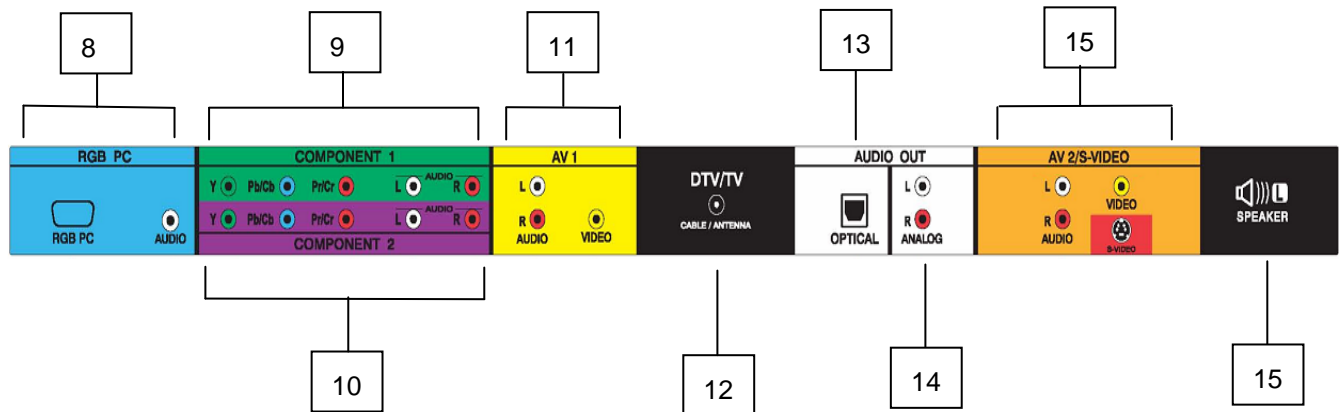 8
9
11
13
15
RGB PC
RGB PC
AUDIO
COMPONENT 1
Y Pb/Cb Pr/Cr L AUDIO R
Y Pb/Cb Pr/Cr L AUDIO R
COMPONENT 2
AV 1
L
R
AUDIO VIDEO
DTV/TV
CABLE / ANTENNA
AUDIO OUT
OPTICAL
L
R
ANALOG
AV 2/S-VIDEO
L
R
AUDIO
VIDEO
S-VIDEO
L
SPEAKER
10
12
14
15